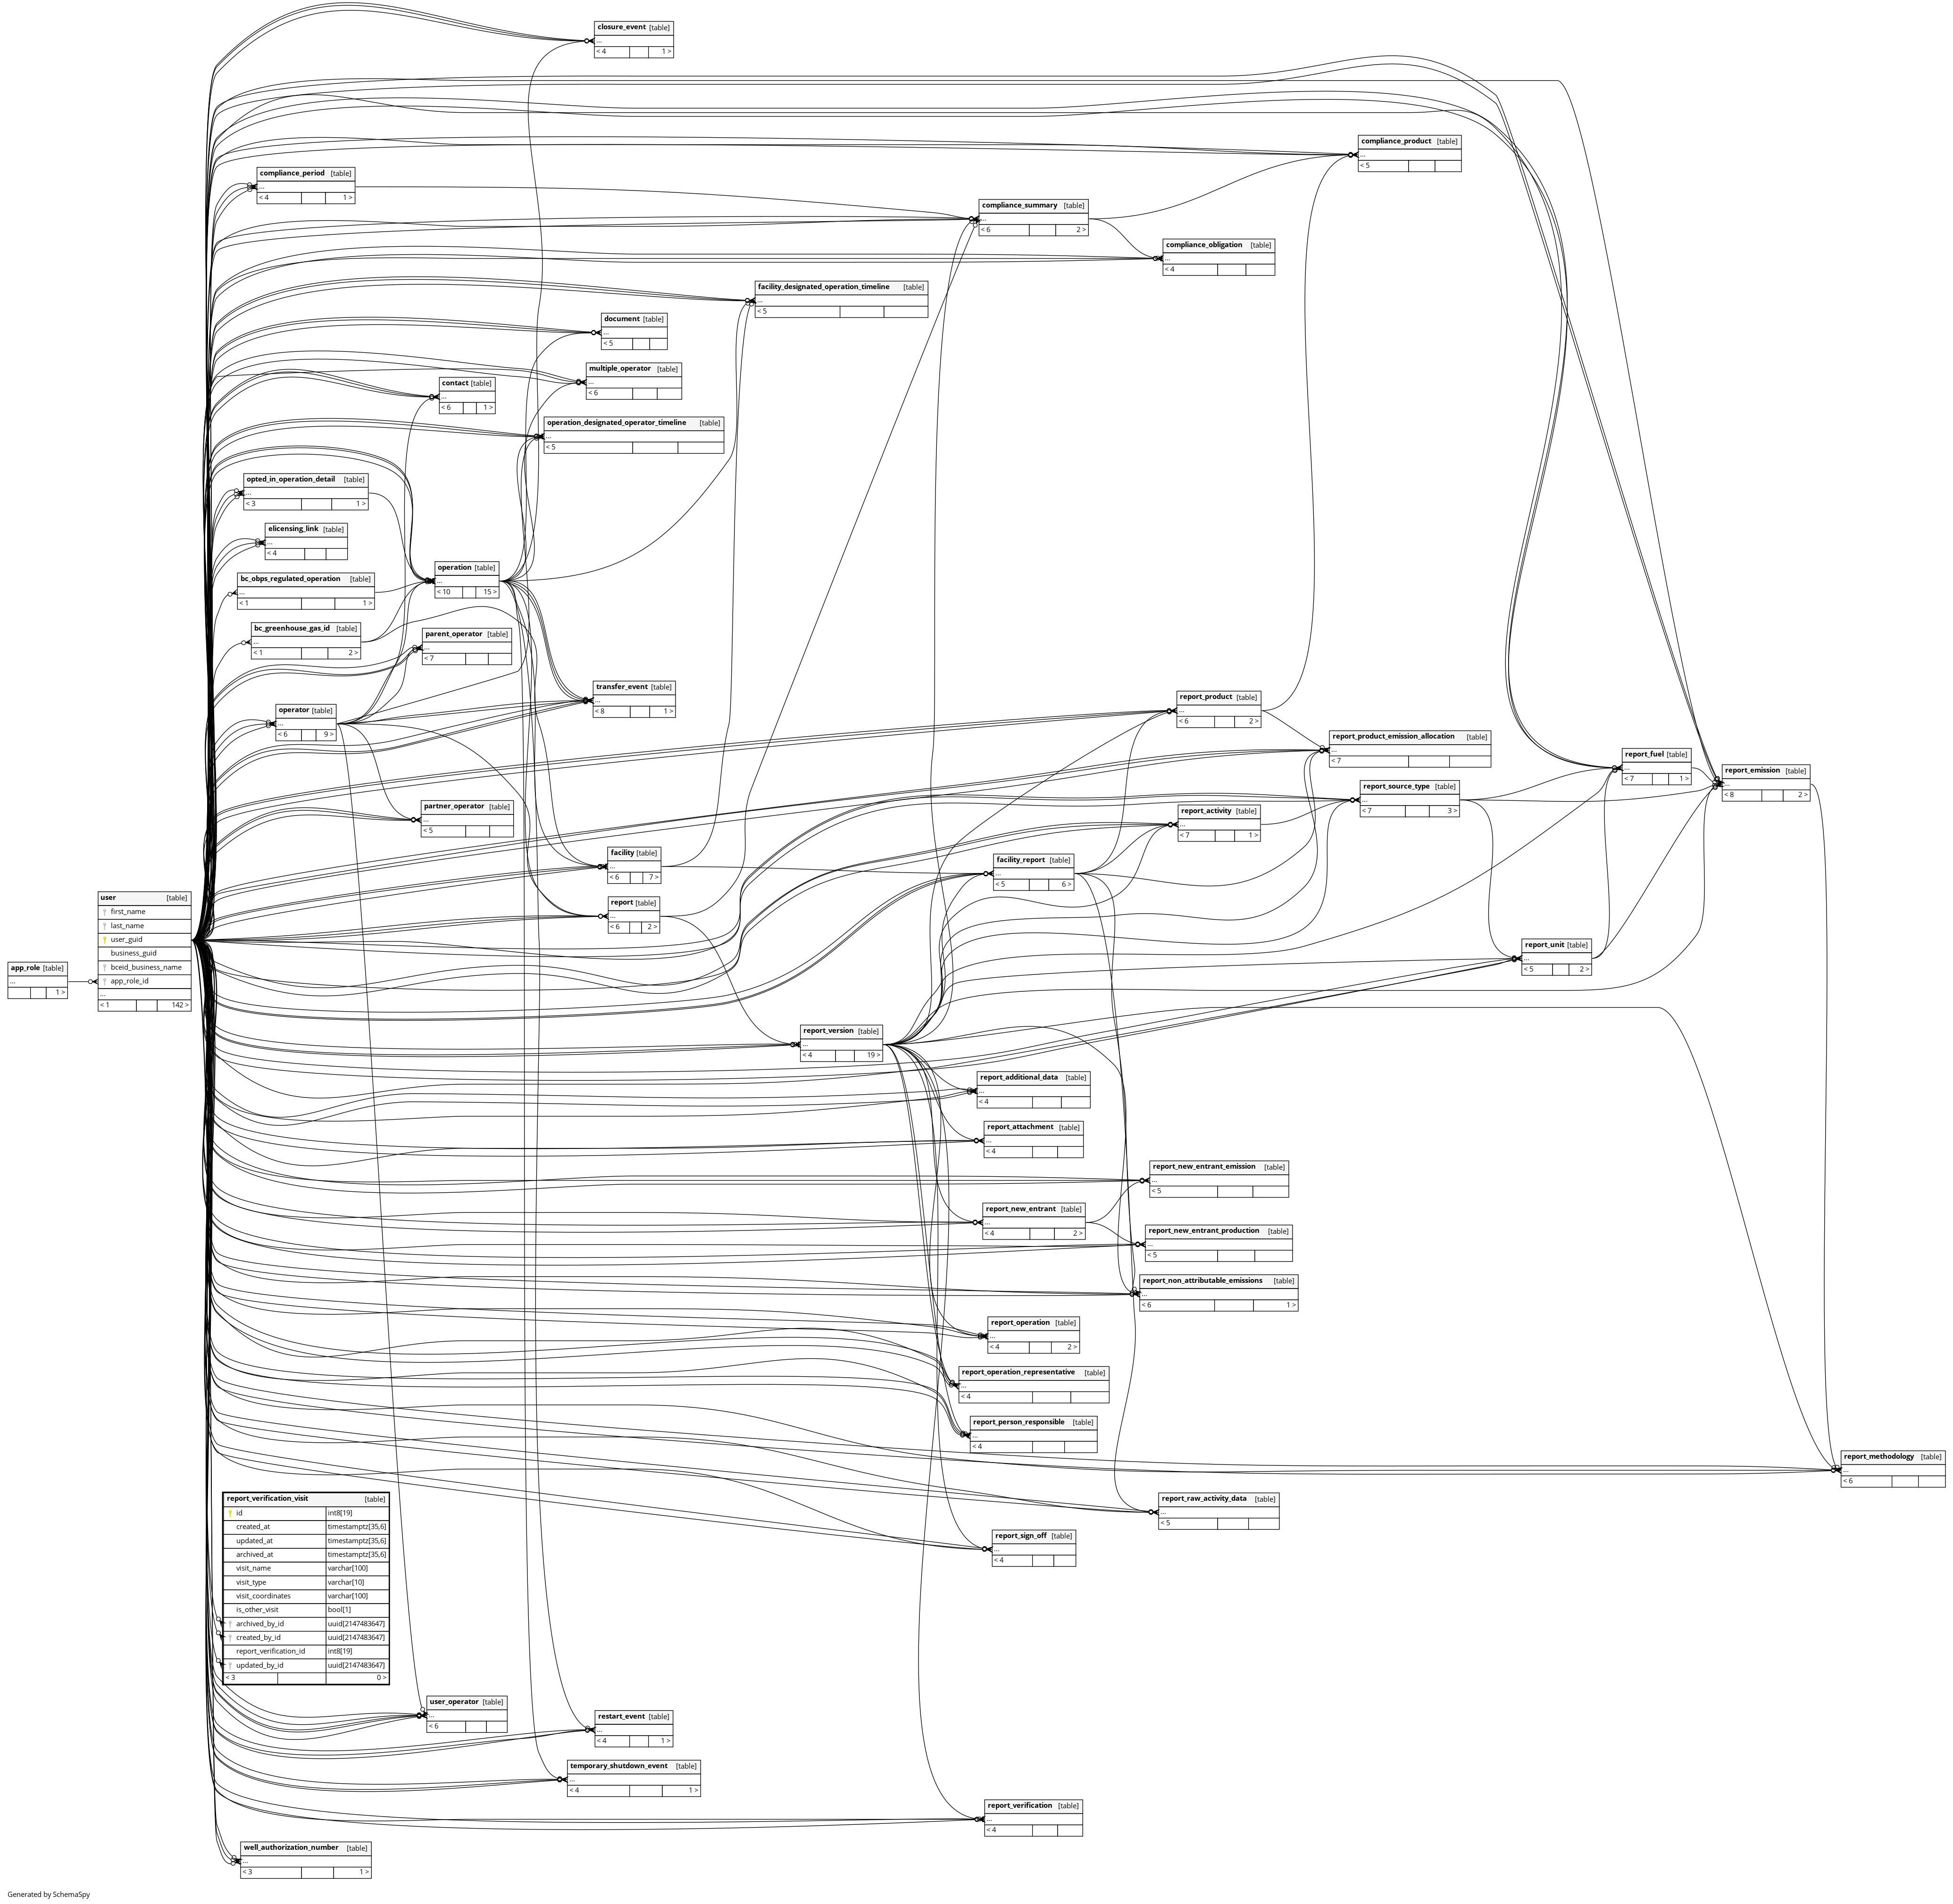 closure_event [table]
...
< 4 1 >
compliance_product [table]
...
< 5
compliance_period [table]
...
< 4 1 >
compliance_summary [table]
...
< 6 2 >
compliance_obligation [table]
...
< 4
facility_designated_operation_timeline [table]
...
< 5
document [table]
...
< 5
multiple_operator [table]
...
< 6
contact [table]
...
< 6 1 >
operation_designated_operator_timeline [table]
...
< 5
opted_in_operation_detail [table]
...
< 3 1 >
elicensing_link [table]
...
< 4
operation [table]
...
< 10 15 >
bc_obps_regulated_operation [table]
...
< 1 1 >
bc_greenhouse_gas_id [table]
...
< 1 2 >
parent_operator [table]
...
< 7
transfer_event [table]
...
< 8 1 >
report_product [table]
...
< 6 2 >
operator [table]
...
< 6 9 >
report_product_emission_allocation [table]
...
< 7
report_fuel [table]
...
< 7 1 >
report_emission [table]
...
< 8 2 >
report_source_type [table]
...
< 7 3 >
partner_operator [table]
...
< 5
report_activity [table]
...
< 7 1 >
facility [table]
...
< 6 7 >
facility_report [table]
...
< 5 6 >
report [table]
...
< 6 2 >
user [table]
first_name
last_name
user_guid
business_guid
bceid_business_name
app_role_id
...
< 1 142 >
app_role [table]
...
1 >
report_unit [table]
...
< 5 2 >
report_version [table]
...
< 4 19 >
report_additional_data [table]
...
< 4
report_attachment [table]
...
< 4
report_new_entrant_emission [table]
...
< 5
report_new_entrant [table]
...
< 4 2 >
report_new_entrant_production [table]
...
< 5
report_non_attributable_emissions [table]
...
< 6 1 >
report_operation [table]
...
< 4 2 >
report_operation_representative [table]
...
< 4
report_person_responsible [table]
...
< 4
report_methodology [table]
...
< 6
report_verification_visit [table]
id int8[19]
created_at timestamptz[35,6]
updated_at timestamptz[35,6]
archived_at timestamptz[35,6]
visit_name varchar[100]
visit_type varchar[10]
visit_coordinates varchar[100]
is_other_visit bool[1]
archived_by_id uuid[2147483647]
created_by_id uuid[2147483647]
report_verification_id int8[19]
updated_by_id uuid[2147483647]
< 3 0 >
report_raw_activity_data [table]
...
< 5
report_sign_off [table]
...
< 4
user_operator [table]
...
< 6
restart_event [table]
...
< 4 1 >
temporary_shutdown_event [table]
...
< 4 1 >
report_verification [table]
...
< 4
well_authorization_number [table]
...
< 3 1 >
Generated by SchemaSpy